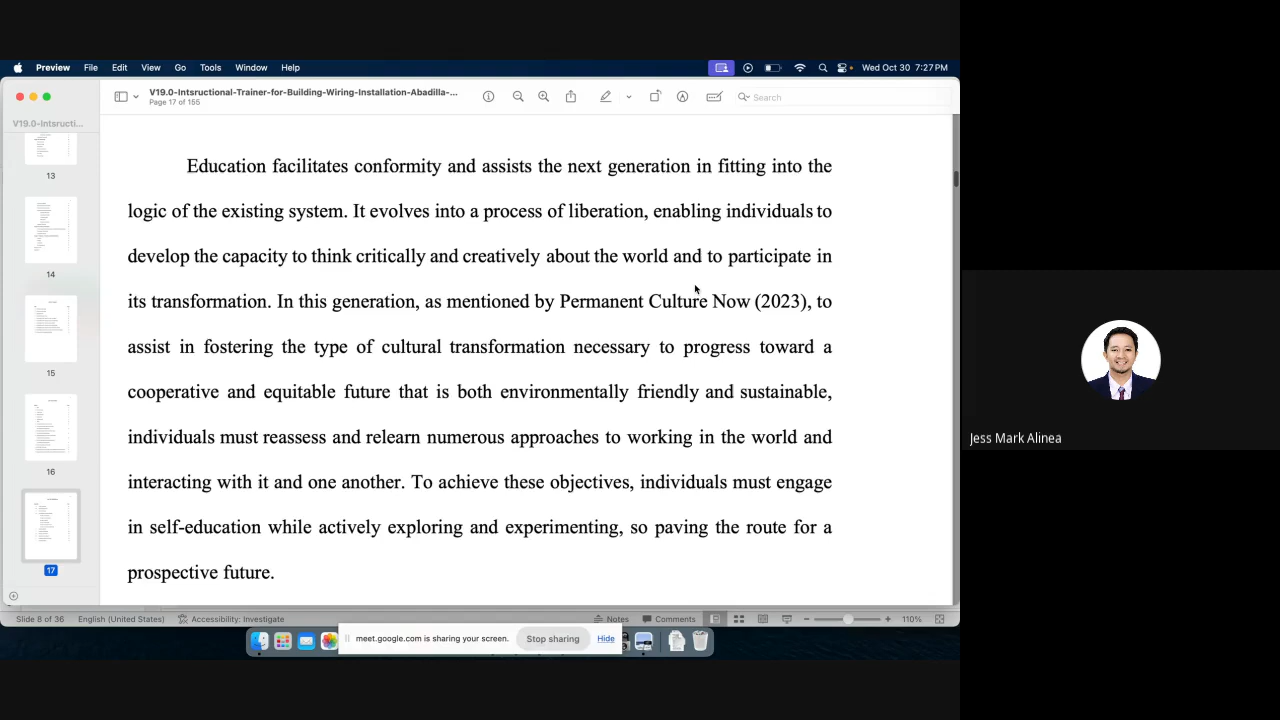 Preview File Edit View Go Tools Window Help
Wed Oct 30 7:27 PM
V19.0-Intsructi...
V19.0-Intsructional-Trainer-for-Building-Wiring-Installation-Abadilla-...
Page 17 of 155
Search
13
14
15
16
17
Education facilitates conformity and assists the next generation in fitting into the
logic of the existing system. It evolves into a process of liberation, enabling individuals to
develop the capacity to think critically and creatively about the world and to participate in
its transformation. In this generation, as mentioned by Permanent Culture Now (2023), to
assist in fostering the type of cultural transformation necessary to progress toward a
cooperative and equitable future that is both environmentally friendly and sustainable,
individuals must reassess and relearn numerous approaches to working in the world and
interacting with it and one another. To achieve these objectives, individuals must engage
in self-education while actively exploring and experimenting, so paving the route for a
prospective future.
Slide 8 of 36 English (United States) Accessibility: Investigate Notes Comments 110%
meet.google.com is sharing your screen. Stop sharing Hide
Jess Mark Alinea